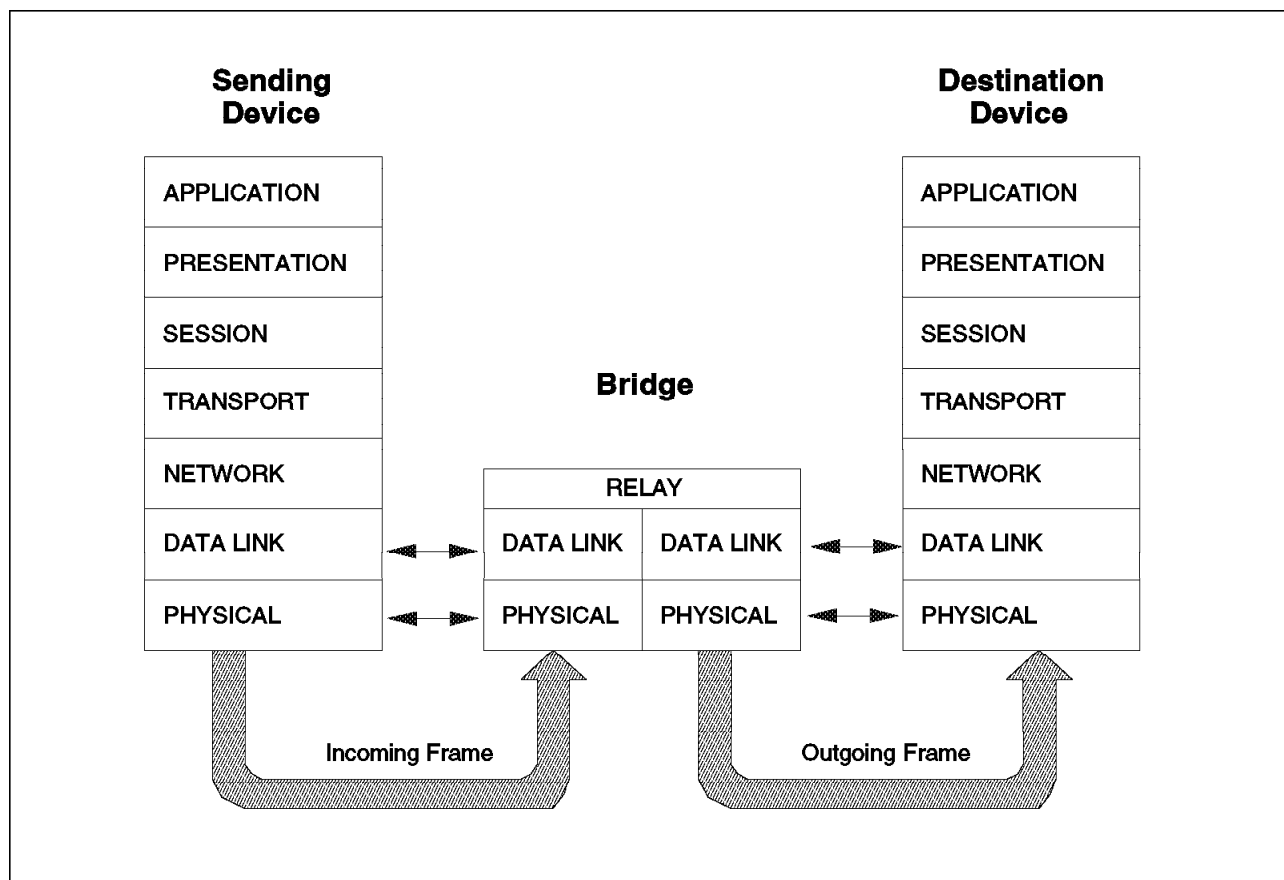 Sending
Device
APPLICATION
PRESENTATION
SESSION
TRANSPORT
NETWORK
DATA LINK
PHYSICAL
Bridge
RELAY
DATA LINK
DATA LINK
PHYSICAL
PHYSICAL
Destination
Device
APPLICATION
PRESENTATION
SESSION
TRANSPORT
NETWORK
DATA LINK
PHYSICAL
Incoming Frame
Outgoing Frame